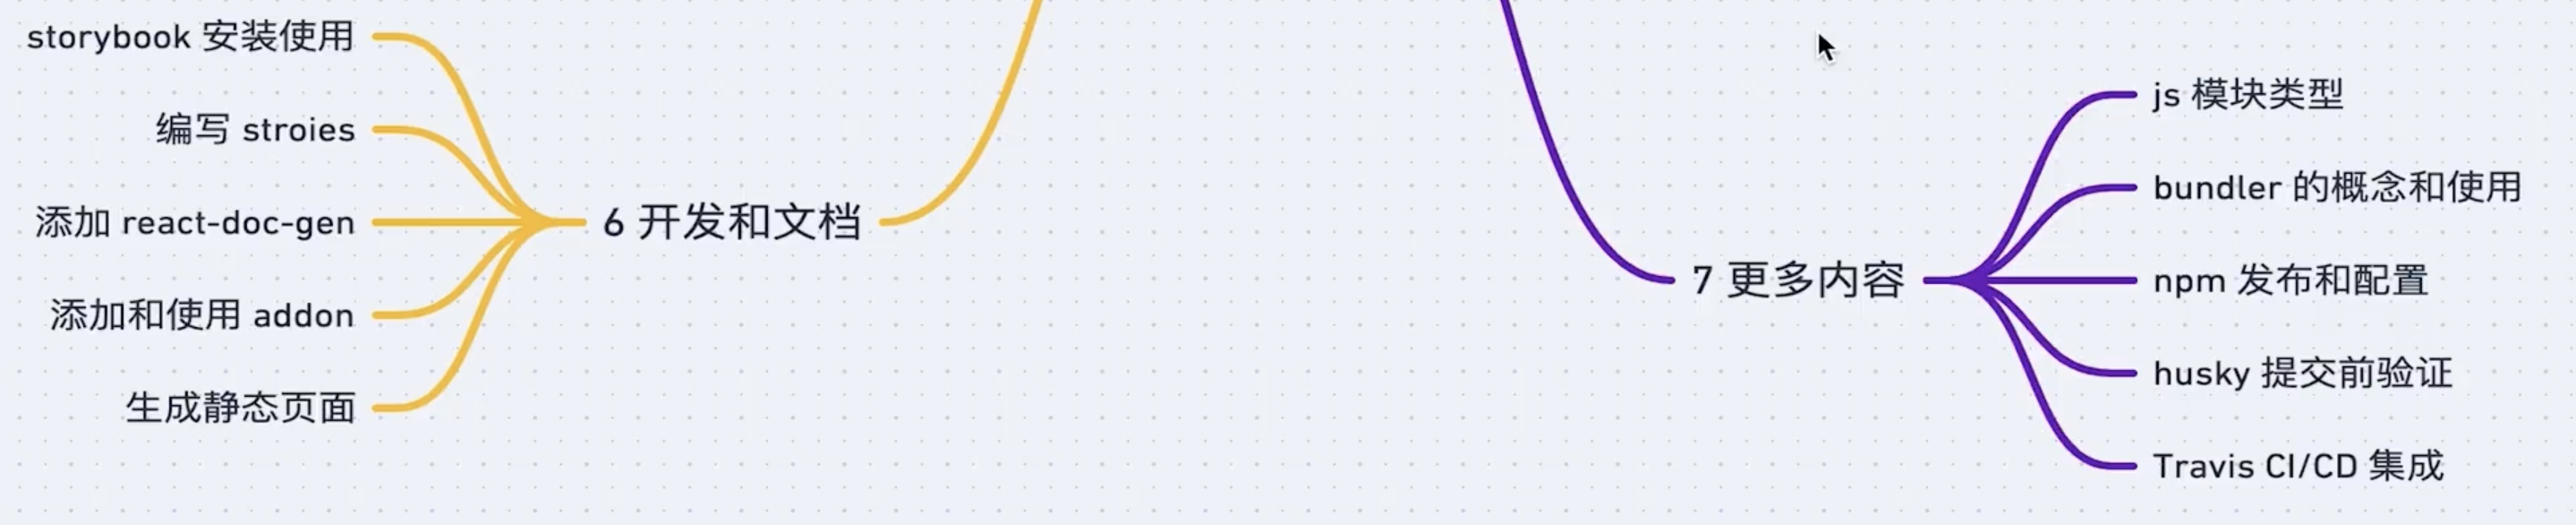 storybook 安装使用
编写 stroies
添加 react-doc-gen
添加和使用 addon
生成静态页面
6 开发和文档
7 更多内容
js 模块类型
bundler 的概念和使用
npm 发布和配置
husky 提交前验证
Travis CI/CD 集成